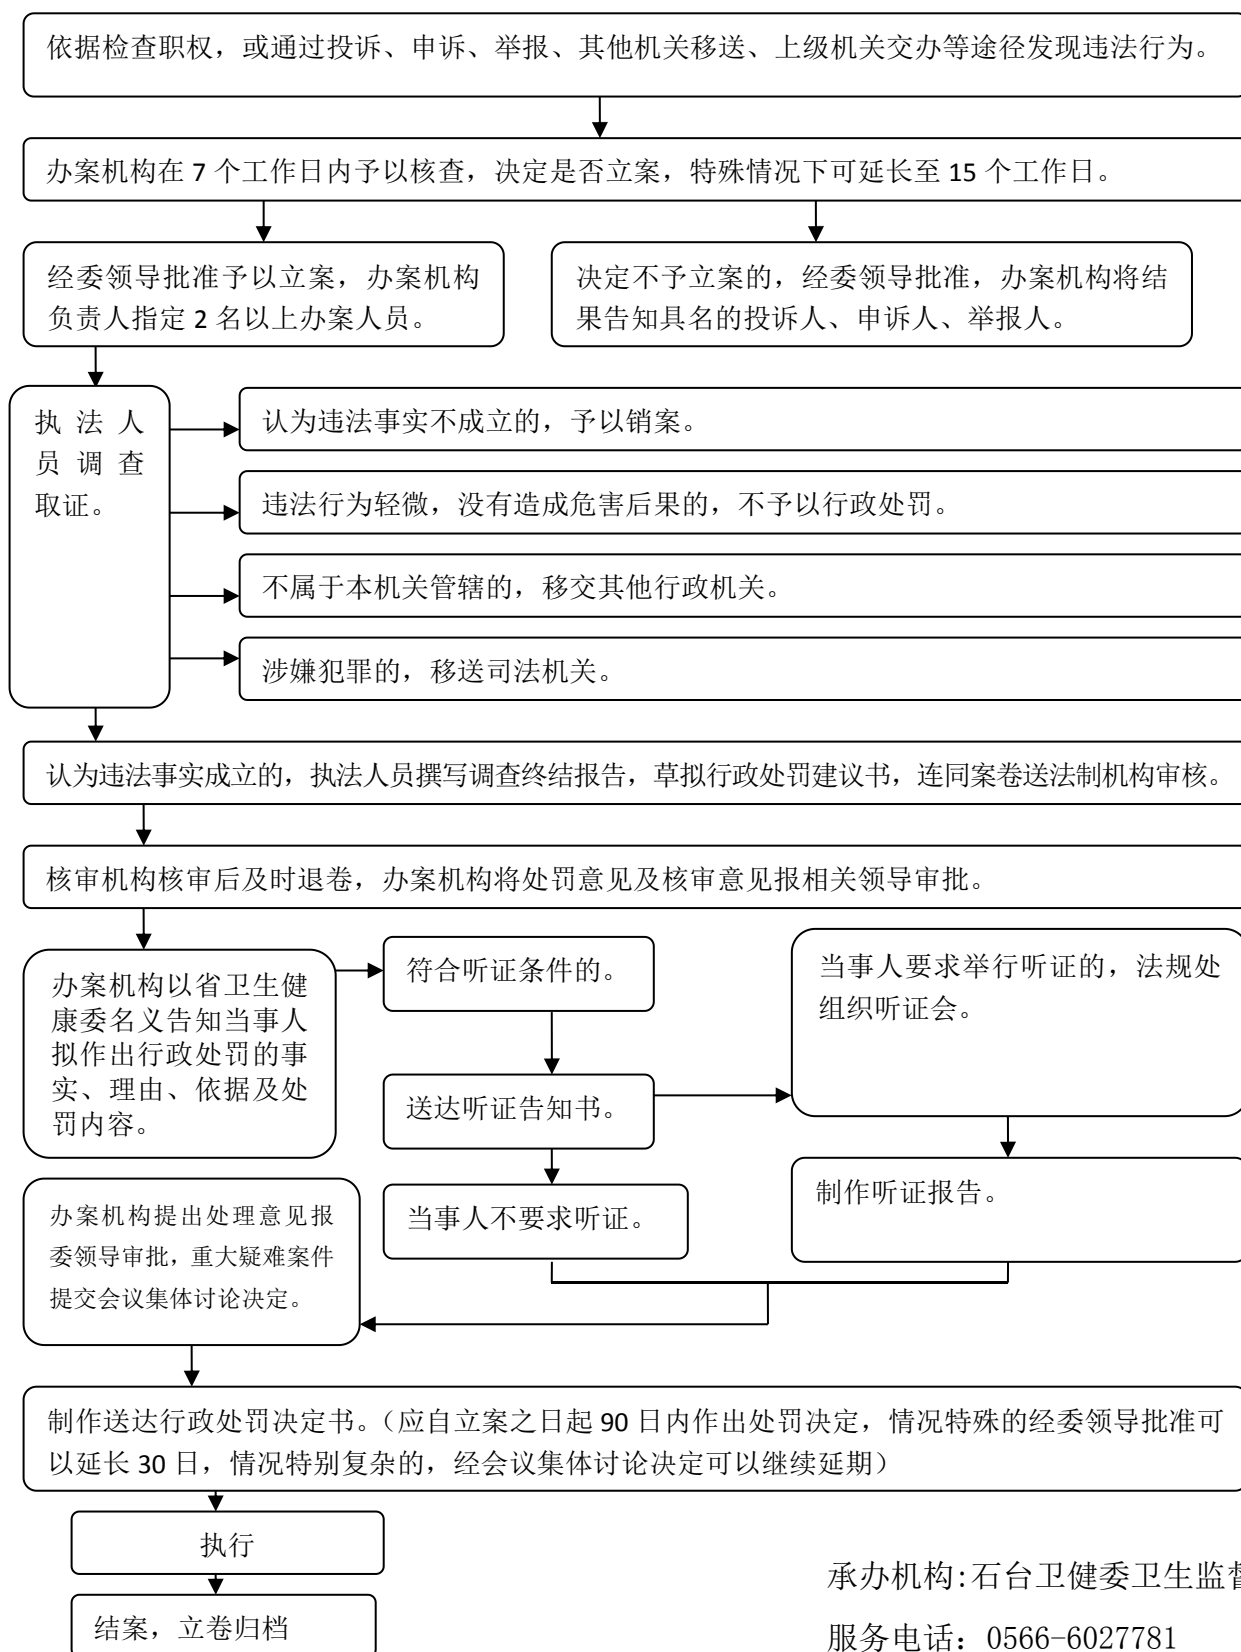 依据检查职权，或通过投诉、申诉、举报、其他机关移送、上级机关交办等途径发现违法行为。
办案机构在 7 个工作日内予以核查，决定是否立案，特殊情况下可延长至 15 个工作日。
经委领导批准予以立案，办案机构
负责人指定 2 名以上办案人员。
决定不予立案的，经委领导批准，办案机构将结
果告知具名的投诉人、申诉人、举报人。
执法人
员调查
取证。
认为违法事实不成立的，予以销案。
违法行为轻微，没有造成危害后果的，不予以行政处罚。
不属于本机关管辖的，移交其他行政机关。
涉嫌犯罪的，移送司法机关。
认为违法事实成立的，执法人员撰写调查终结报告，草拟行政处罚建议书，连同案卷送法制机构审核。
核审机构核审后及时退卷，办案机构将处罚意见及核审意见报相关领导审批。
办案机构以省卫生健
康委名义告知当事人
拟作出行政处罚的事
实、理由、依据及处
罚内容。
符合听证条件的。
送达听证告知书。
当事人不要求听证。
当事人要求举行听证的，法规处
组织听证会。
制作听证报告。
办案机构提出处理意见报
委领导审批，重大疑难案件
提交会议集体讨论决定。
制作送达行政处罚决定书。（应自立案之日起 90 日内作出处罚决定，情况特殊的经委领导批准可
以延长 30 日，情况特别复杂的，经会议集体讨论决定可以继续延期）
执行
结案，立卷归档
承办机构:石台卫健委卫生监督
服务电话：0566-6027781